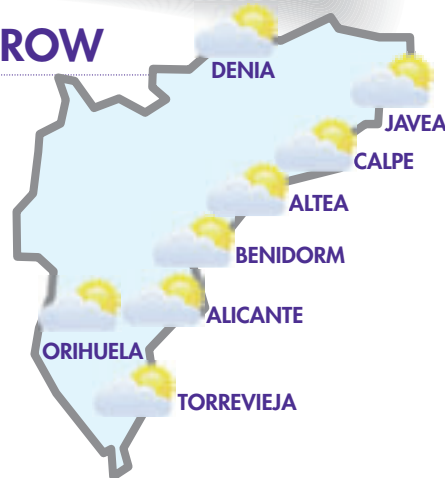 ROW
DENIA
JAVEA
CALPE
ALTEA
BENIDORM
ALICANTE
ORIHUELA
TORREVIEJA